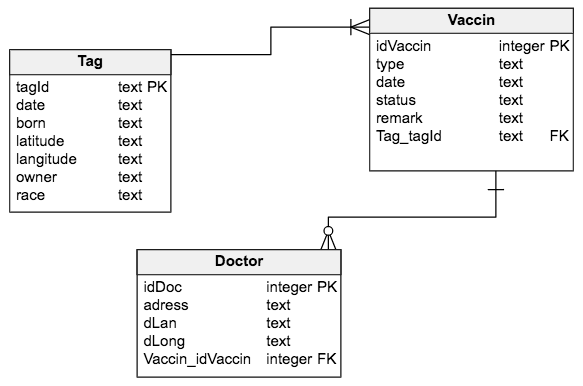 Vaccin
idVaccin integer PK
type text
date text
status text
remark text
Tag_tagId text FK
Tag
tagId text PK
date text
born text
latitude text
langitude text
owner text
race text
Doctor
idDoc integer PK
adress text
dLan text
dLong text
Vaccin_idVaccin integer FK